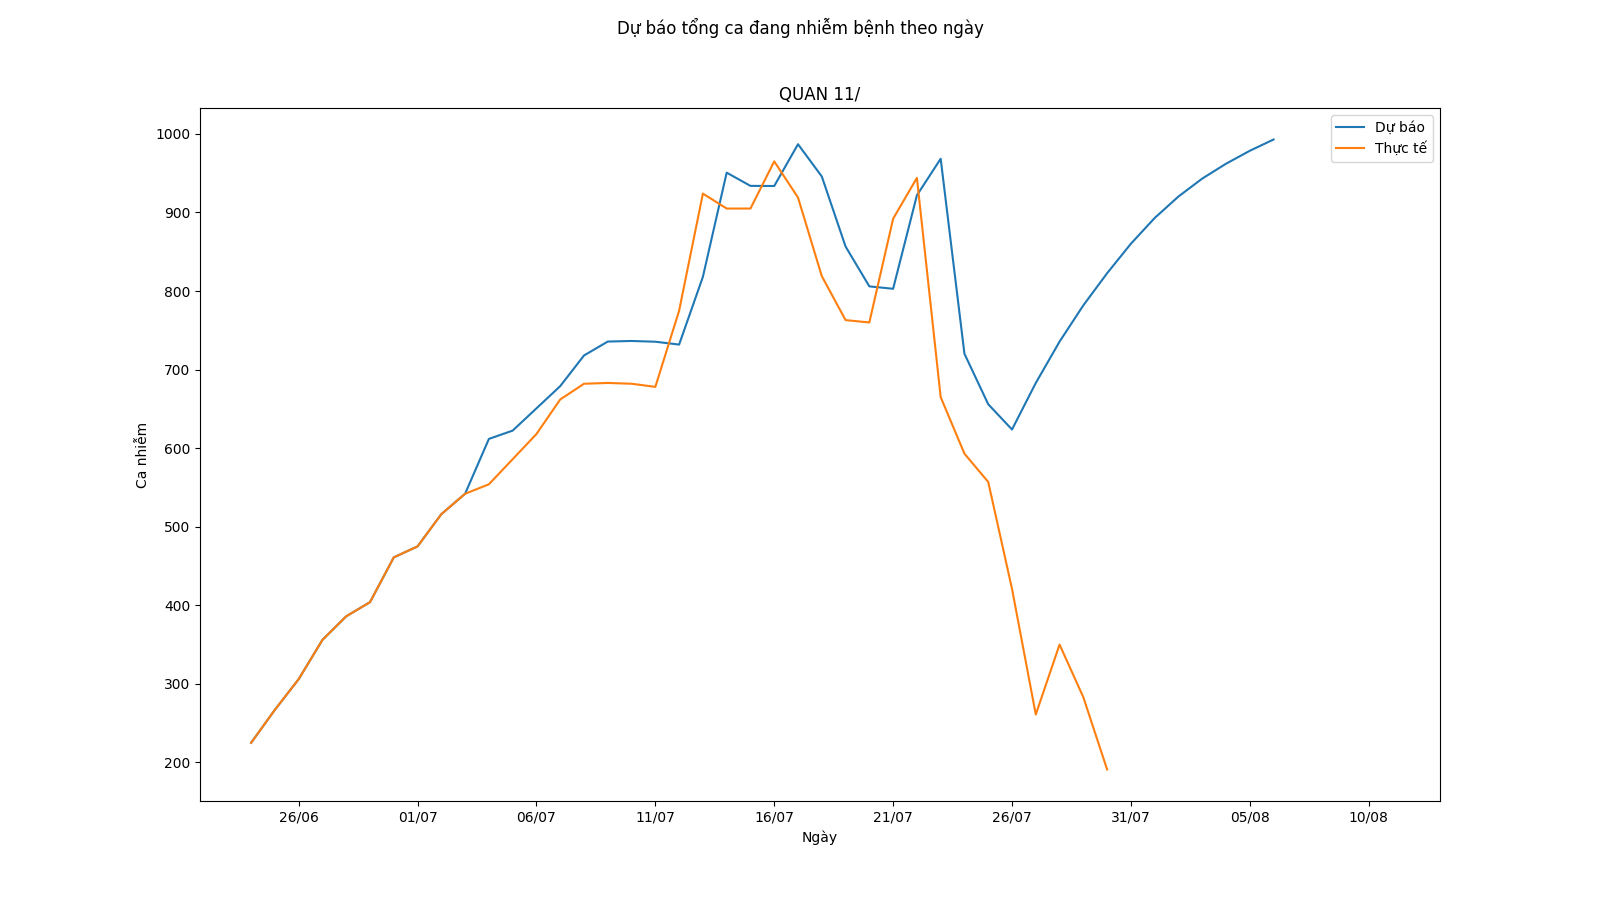 Dự báo tổng ca đang nhiễm bệnh theo ngày
QUAN 11/
Dự báo
Thực tế
Ca nhiễm
1000
900
800
700
600
500
400
300
200
26/06 01/07 06/07 11/07 16/07 21/07 26/07 31/07 05/08 10/08
Ngày